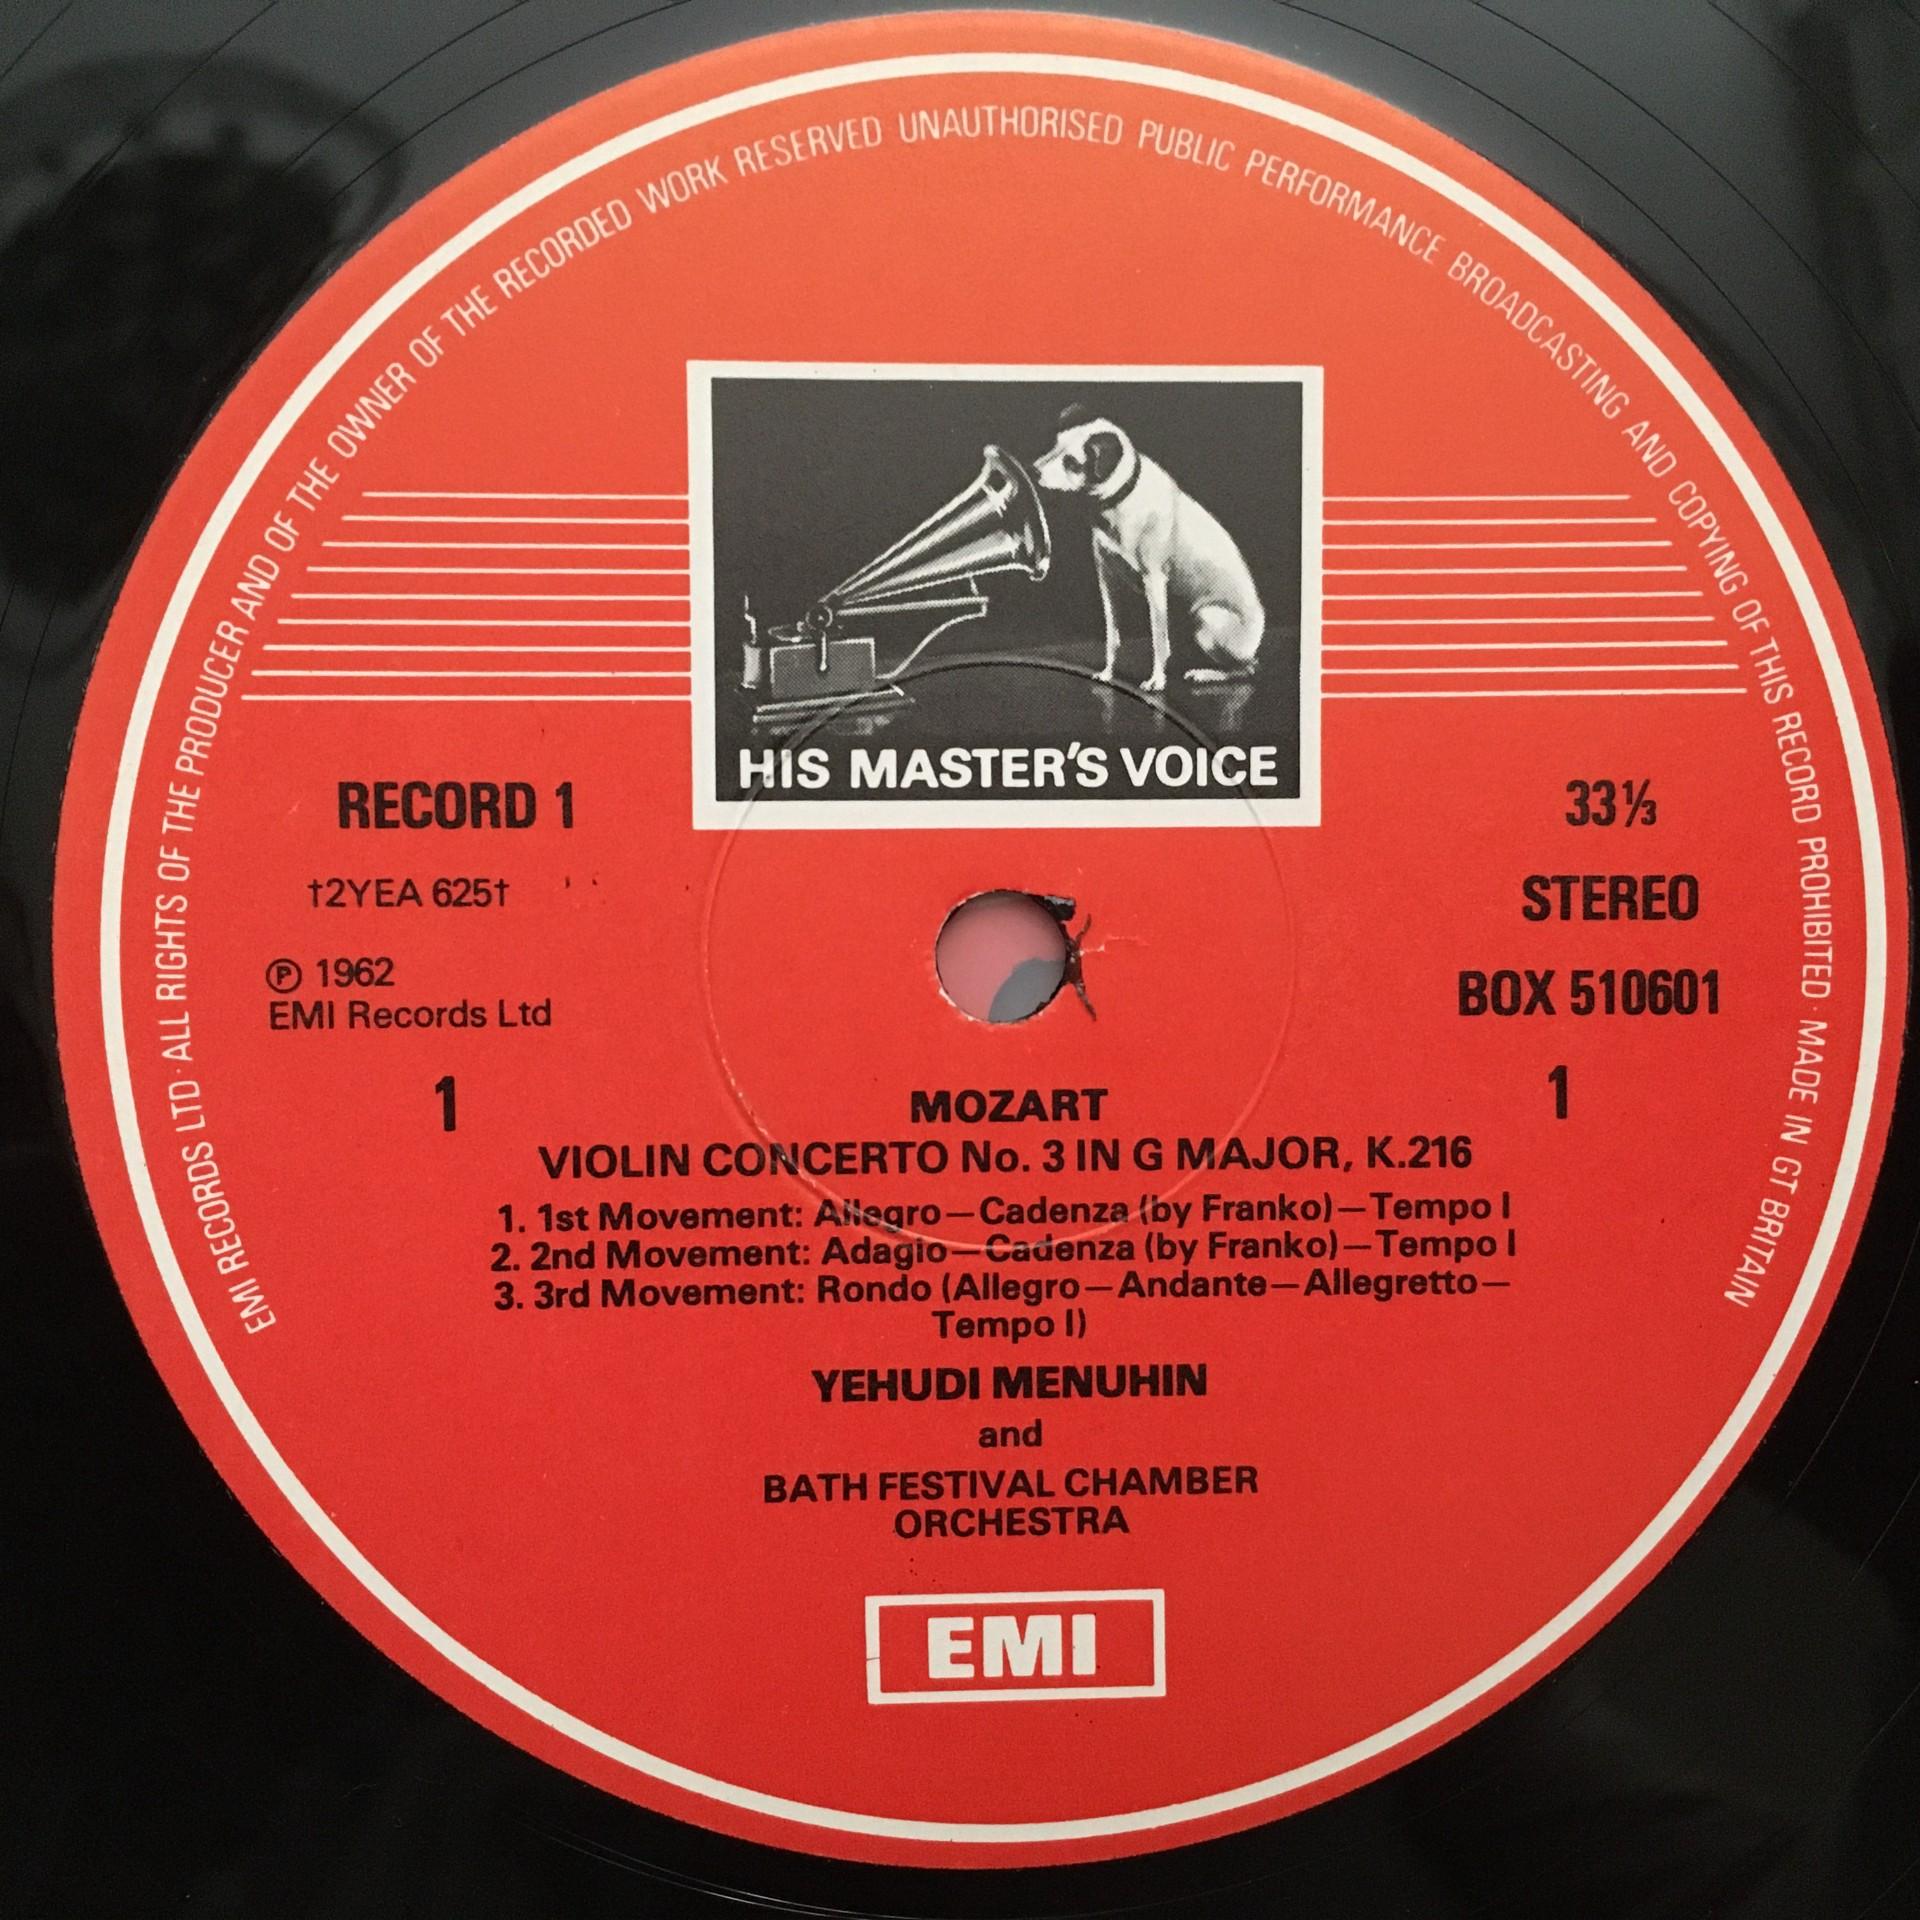 EMI RECORDS LTD · ALL RIGHTS OF THE PRODUCER AND OF THE OWNER OF THE RECORDED WORK RESERVED UNAUTHORISED PUBLIC PERFORMANCE BROADCASTING AND COPYING OF THIS RECORD PROHIBITED · MADE IN GT BRITAIN
HIS MASTER'S VOICE
RECORD 1
†2YEA 625†
℗ 1962
EMI Records Ltd
1
33⅓
STEREO
BOX 510601
1
MOZART
VIOLIN CONCERTO No. 3 IN G MAJOR, K.216
1. 1st Movement: Allegro—Cadenza (by Franko)—Tempo I
2. 2nd Movement: Adagio—Cadenza (by Franko)—Tempo I
3. 3rd Movement: Rondo (Allegro—Andante—Allegretto—
Tempo I)
YEHUDI MENUHIN
and
BATH FESTIVAL CHAMBER
ORCHESTRA
EMI